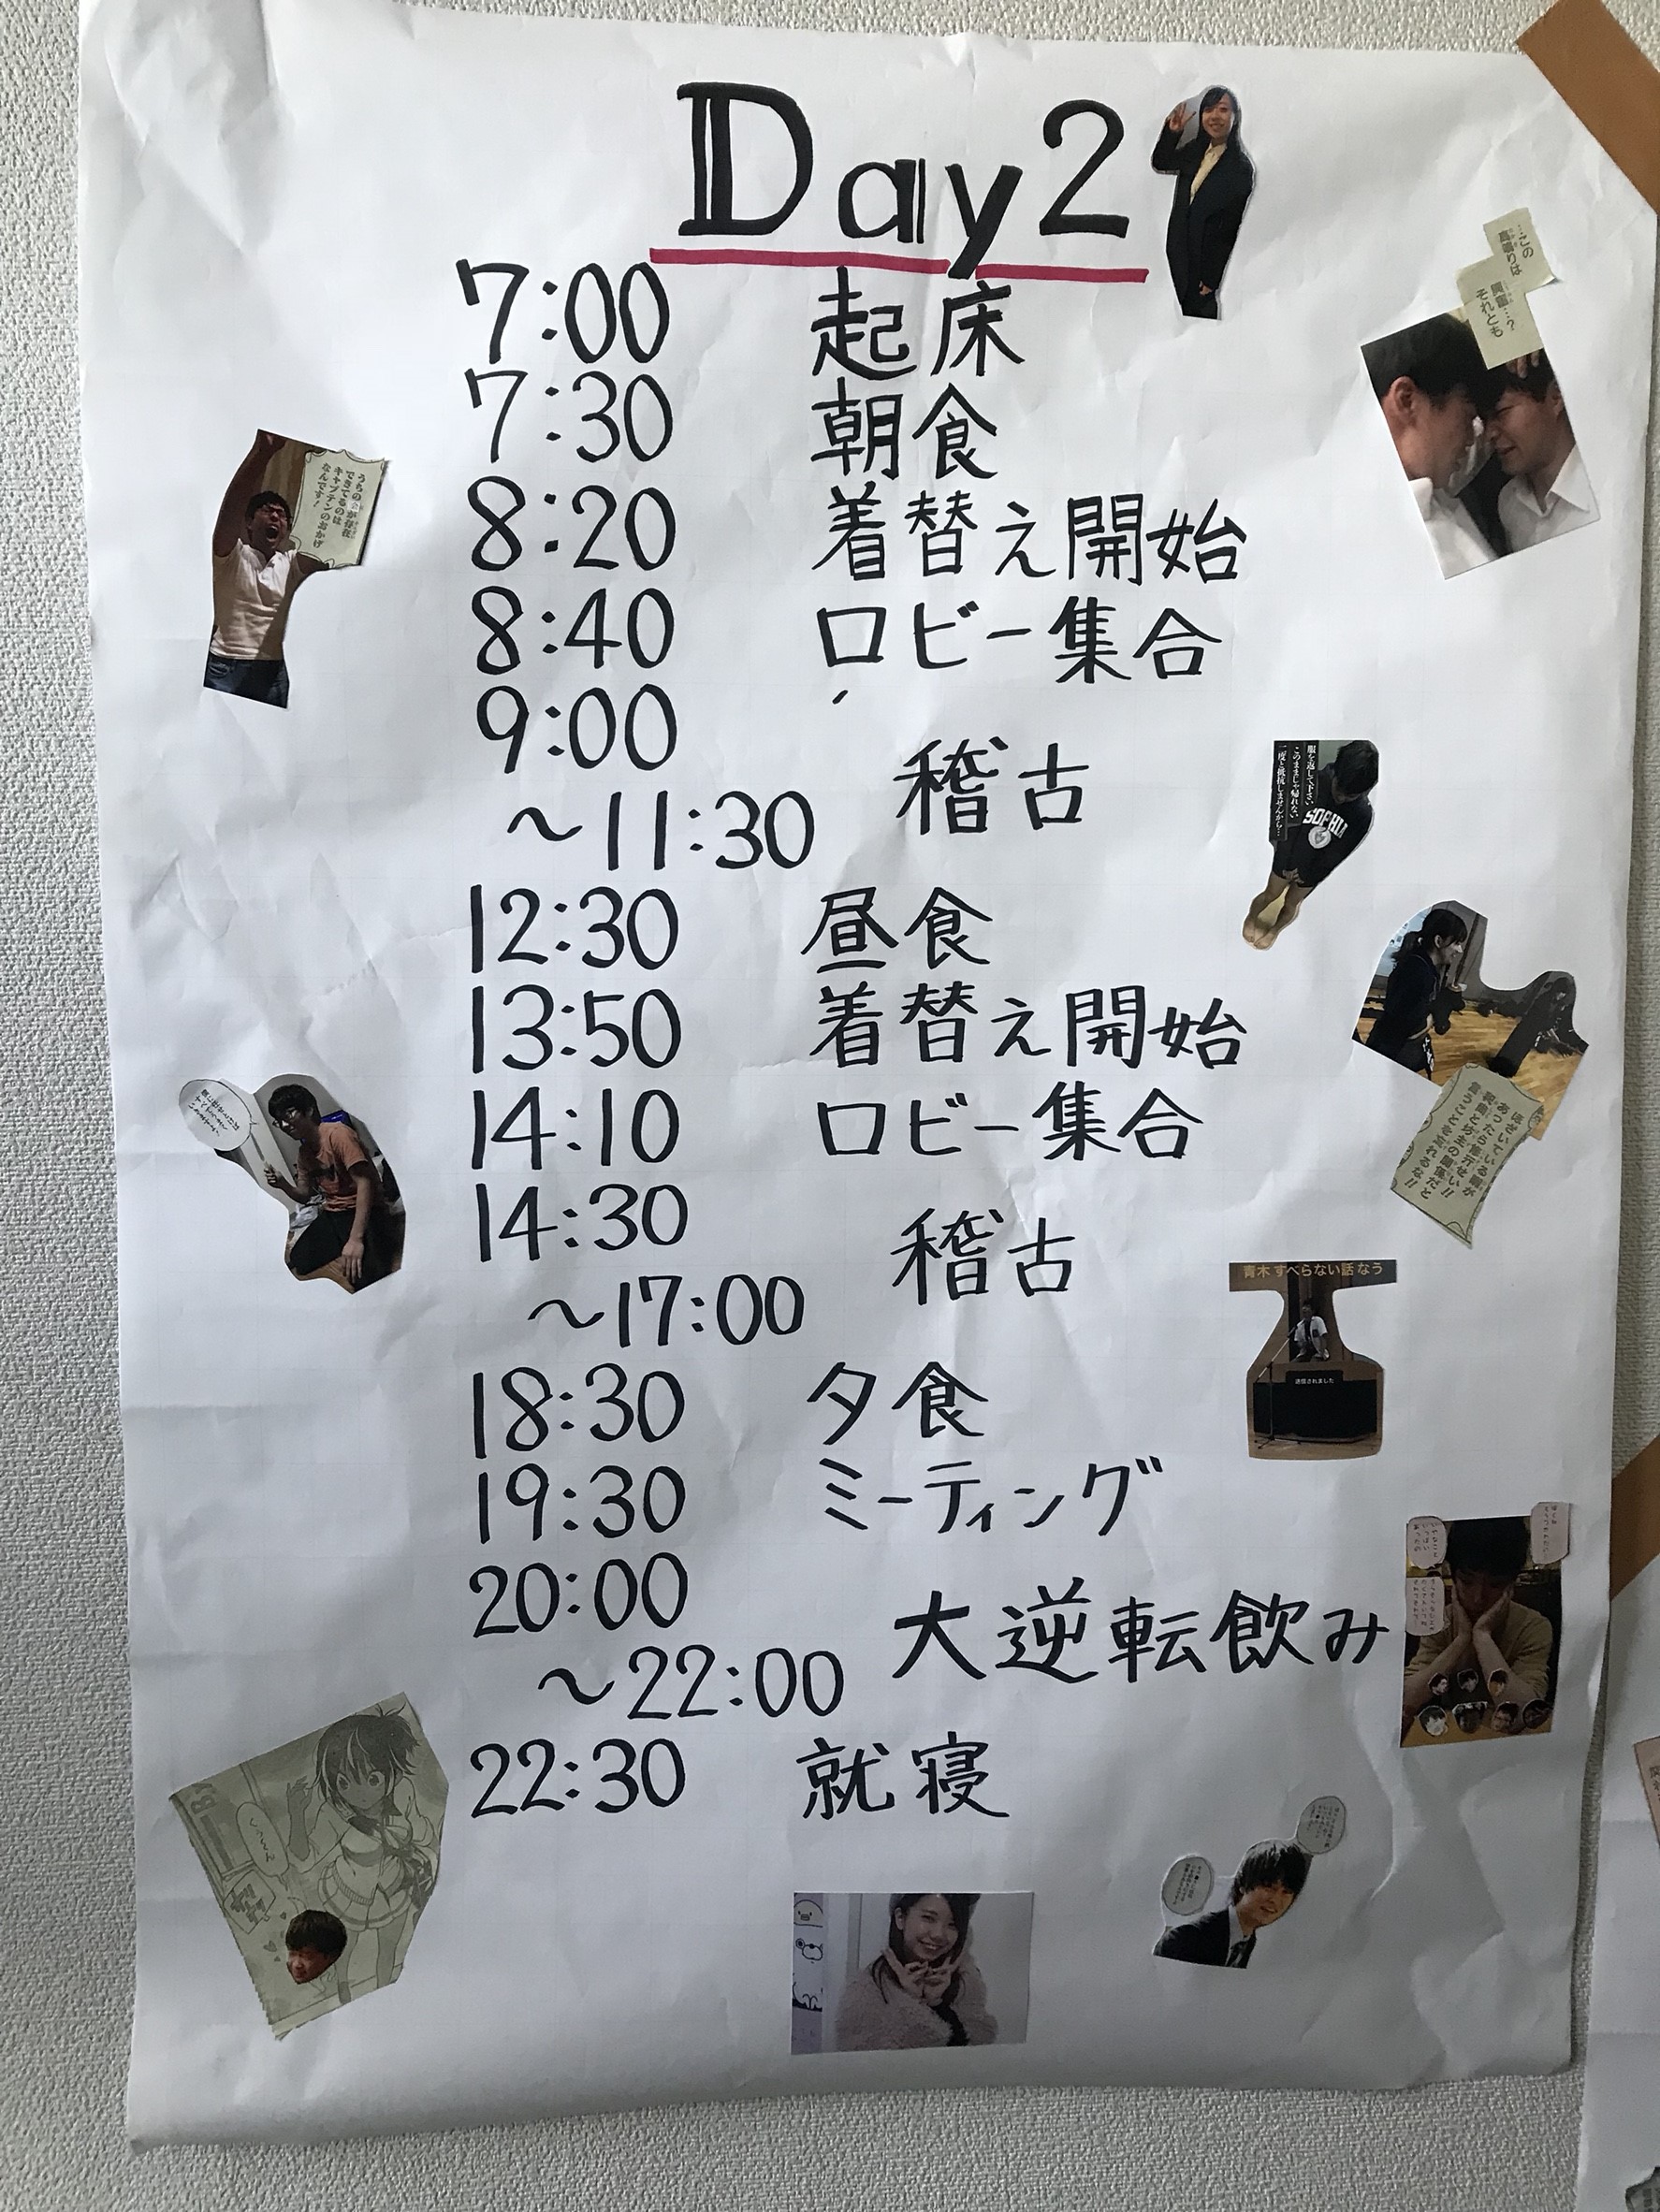 Day2
7:00 起床
7:30 朝食
8:20 着替え開始
8:40 ロビー集合
9:00
~11:30 稽古
12:30 昼食
13:50 着替え開始
14:10 ロビー集合
14:30
~17:00 稽古
18:30 夕食
19:30 ミーティング
20:00
~22:00 大逆転飲み
22:30 就寝
…この
高鳴りは
興奮…?
それとも
うちの会が存在
できてるのは
キャプテンのおかげ
なんです!
服を返して下さい
このままじゃ帰れない
二度と抵抗しませんから…
SOPHIA
青木 すべらない話 なう
送信されました